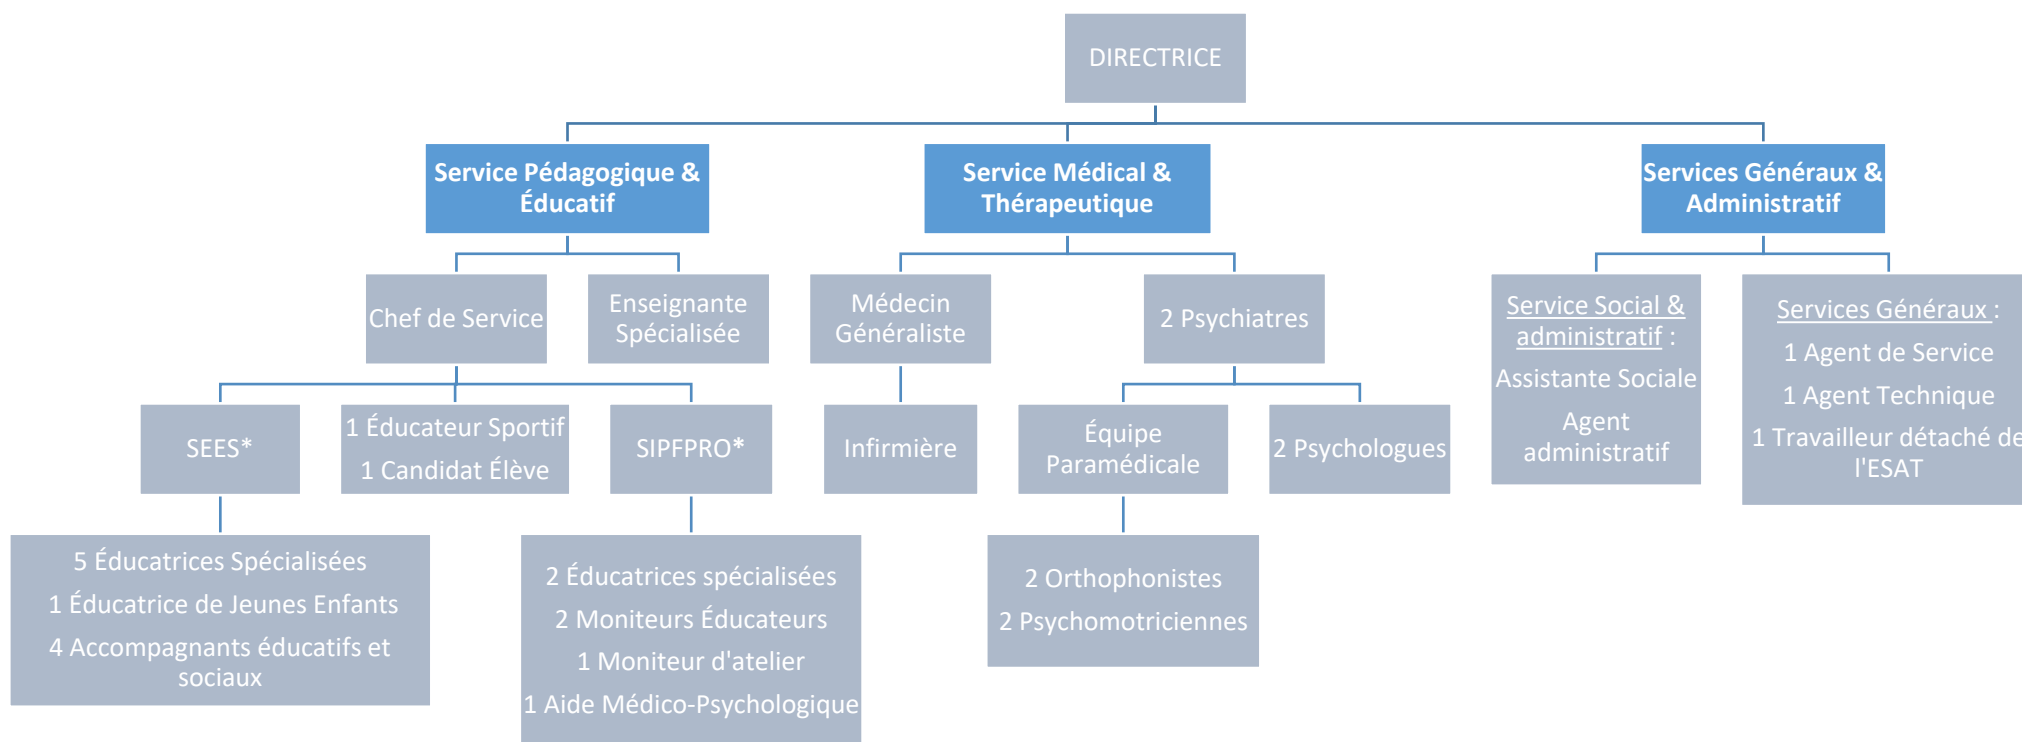 DIRECTRICE
Service Pédagogique &
Éducatif
Service Médical &
Thérapeutique
Services Généraux &
Administratif
Chef de Service
Enseignante
Spécialisée
Médecin
Généraliste
2 Psychiatres
Service Social &
administratif :
Assistante Sociale
Agent
administratif
Services Généraux :
1 Agent de Service
1 Agent Technique
1 Travailleur détaché de
l'ESAT
SEES*
1 Éducateur Sportif
1 Candidat Élève
SIPFPRO*
Infirmière
Équipe
Paramédicale
2 Psychologues
5 Éducatrices Spécialisées
1 Éducatrice de Jeunes Enfants
4 Accompagnants éducatifs et
sociaux
2 Éducatrices spécialisées
2 Moniteurs Éducateurs
1 Moniteur d'atelier
1 Aide Médico-Psychologique
2 Orthophonistes
2 Psychomotriciennes